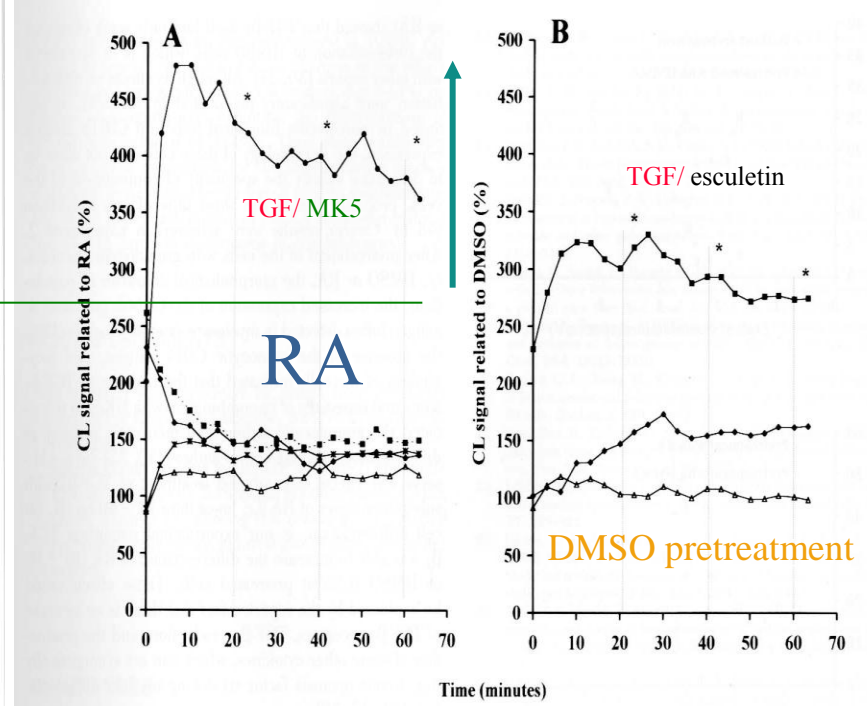 A
B
500
450
400
350
300
250
200
150
100
50
0
CL signal related to RA (%)
*
*
*
TGF/ MK5
RA
0 10 20 30 40 50 60 70
500
450
400
350
300
250
200
150
100
50
0
CL signal related to DMSO (%)
TGF/ esculetin
*
*
*
DMSO pretreatment
0 10 20 30 40 50 60 70
Time (minutes)